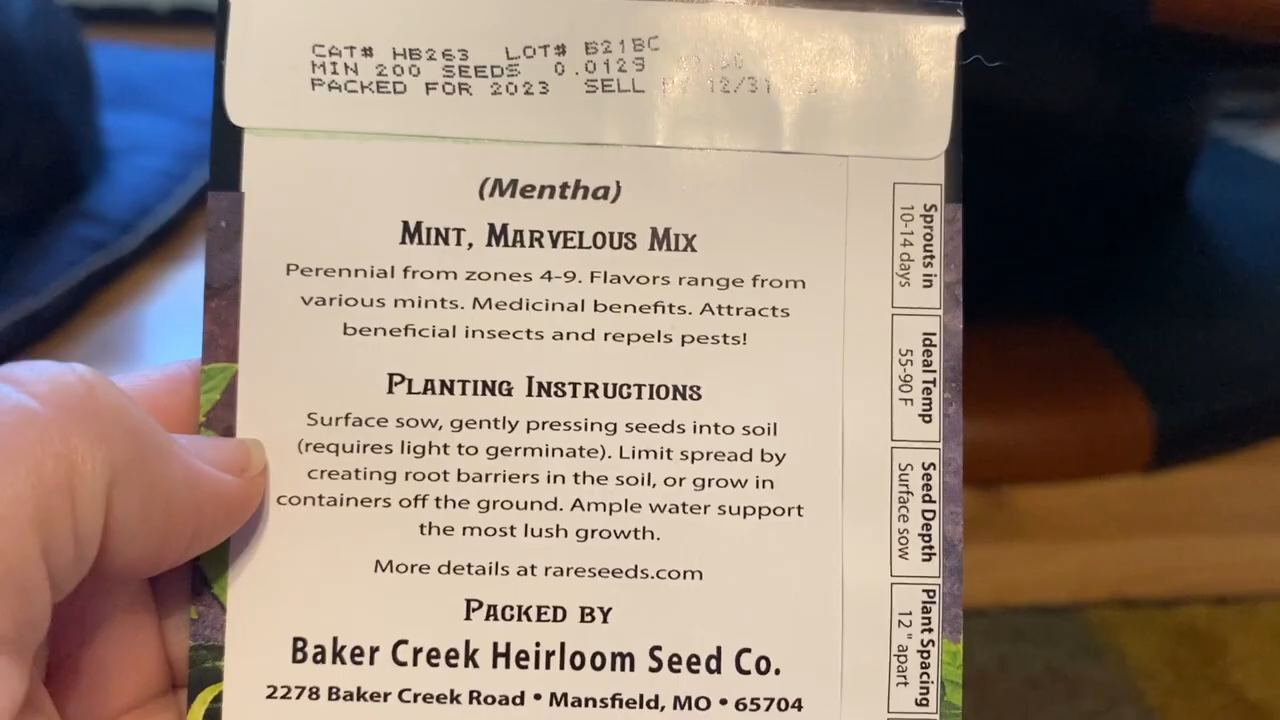 CAT# HB263 LOT# B21BC
MIN 200 SEEDS 0.0129
PACKED FOR 2023 SELL BY 12/31
(Mentha)
MINT, MARVELOUS MIX
Perennial from zones 4-9. Flavors range from
various mints. Medicinal benefits. Attracts
beneficial insects and repels pests!
PLANTING INSTRUCTIONS
Surface sow, gently pressing seeds into soil
(requires light to germinate). Limit spread by
creating root barriers in the soil, or grow in
containers off the ground. Ample water support
the most lush growth.
More details at rareseeds.com
PACKED BY
Baker Creek Heirloom Seed Co.
2278 Baker Creek Road • Mansfield, MO • 65704
Sprouts in
10-14 days
Ideal Temp
55-90 F
Seed Depth
Surface sow
Plant Spacing
12 " apart